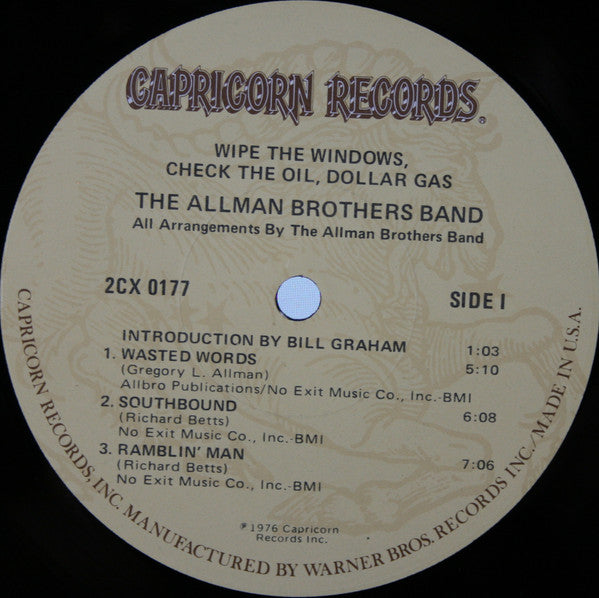 CAPRICORN RECORDS®
WIPE THE WINDOWS,
CHECK THE OIL, DOLLAR GAS
THE ALLMAN BROTHERS BAND
All Arrangements By The Allman Brothers Band
2CX 0177 SIDE I
INTRODUCTION BY BILL GRAHAM 1:03
1. WASTED WORDS 5:10
(Gregory L. Allman)
Allbro Publications/No Exit Music Co., Inc.-BMI
2. SOUTHBOUND 6:08
(Richard Betts)
No Exit Music Co., Inc.-BMI
3. RAMBLIN' MAN 7:06
(Richard Betts)
No Exit Music Co., Inc.-BMI
℗1976 Capricorn
Records Inc.
CAPRICORN RECORDS, INC. MANUFACTURED BY WARNER BROS. RECORDS INC./MADE IN U.S.A.